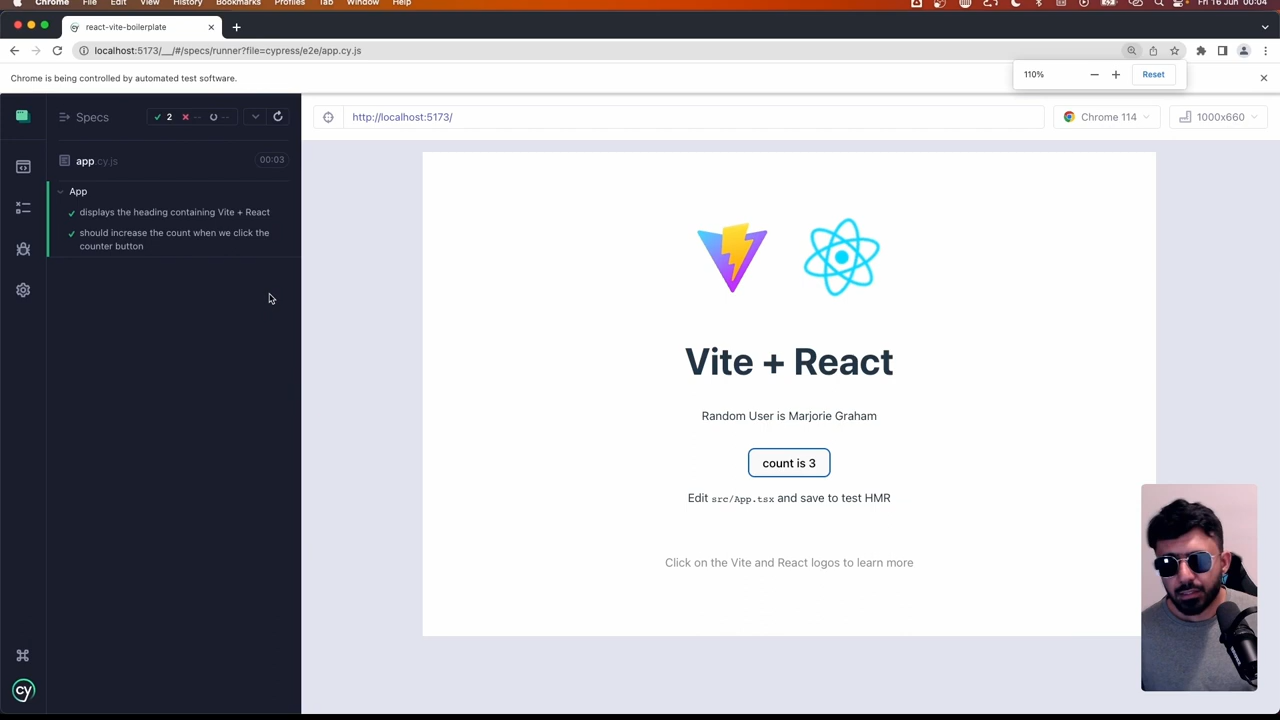 Chrome File Edit View History Bookmarks Profiles Tab Window Help Fri 16 Jun 00:04
react-vite-boilerplate
localhost:5173/__/#/specs/runner?file=cypress/e2e/app.cy.js
Chrome is being controlled by automated test software.
110% Reset
Specs 2 -- --
http://localhost:5173/
Chrome 114
1000x660
app.cy.js 00:03
App
displays the heading containing Vite + React
should increase the count when we click the
counter button
Vite + React
Random User is Marjorie Graham
count is 3
Edit src/App.tsx and save to test HMR
Click on the Vite and React logos to learn more
cy